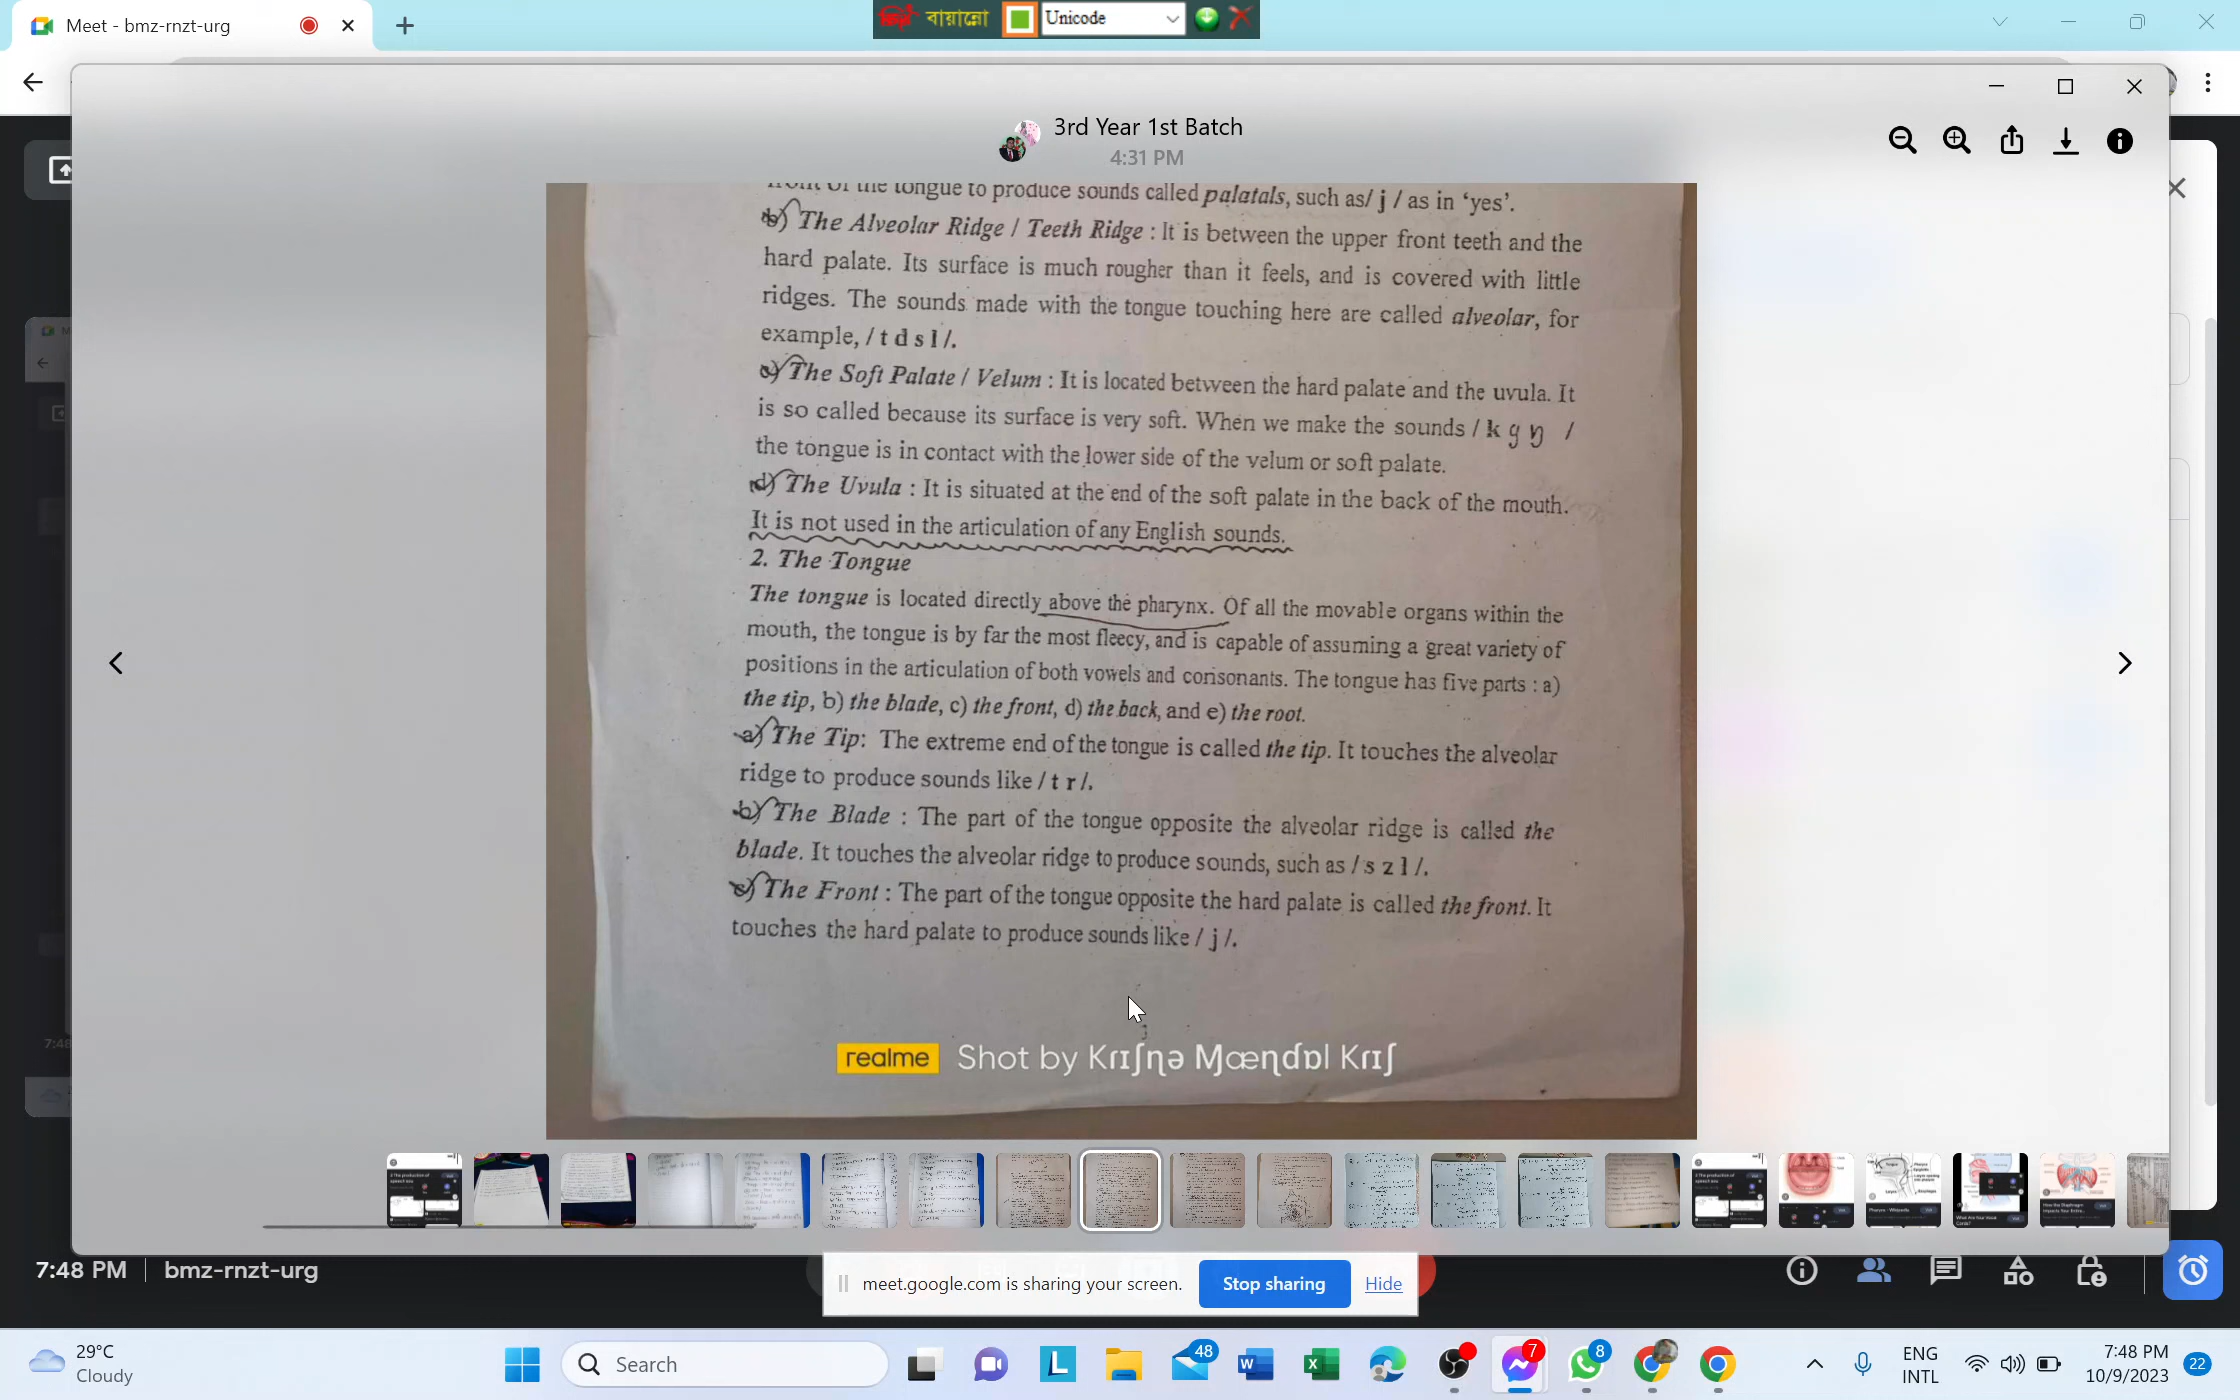 Meet - bmz-rnzt-urg
বায়ান্নো
Unicode
3rd Year 1st Batch
4:31 PM
front of the tongue to produce sounds called palatals, such as/ j / as in ‘yes’.
b) The Alveolar Ridge / Teeth Ridge : It is between the upper front teeth and the
hard palate. Its surface is much rougher than it feels, and is covered with little
ridges. The sounds made with the tongue touching here are called alveolar, for
example, / t d s l /.
c) The Soft Palate / Velum : It is located between the hard palate and the uvula. It
is so called because its surface is very soft. When we make the sounds / k g ŋ /
the tongue is in contact with the lower side of the velum or soft palate.
d) The Uvula : It is situated at the end of the soft palate in the back of the mouth.
It is not used in the articulation of any English sounds.
2. The Tongue
The tongue is located directly above the pharynx. Of all the movable organs within the
mouth, the tongue is by far the most fleecy, and is capable of assuming a great variety of
positions in the articulation of both vowels and consonants. The tongue has five parts : a)
the tip, b) the blade, c) the front, d) the back, and e) the root.
a) The Tip: The extreme end of the tongue is called the tip. It touches the alveolar
ridge to produce sounds like / t r /.
b) The Blade : The part of the tongue opposite the alveolar ridge is called the
blade. It touches the alveolar ridge to produce sounds, such as / s z l /.
c) The Front : The part of the tongue opposite the hard palate is called the front. It
touches the hard palate to produce sounds like / j /.
realme Shot by Krɪʃɳə Mændɒl Krɪʃ
7:48 PM | bmz-rnzt-urg
meet.google.com is sharing your screen. Stop sharing Hide
29°C
Cloudy
Search
48
7
8
ENG
INTL
7:48 PM
10/9/2023
22